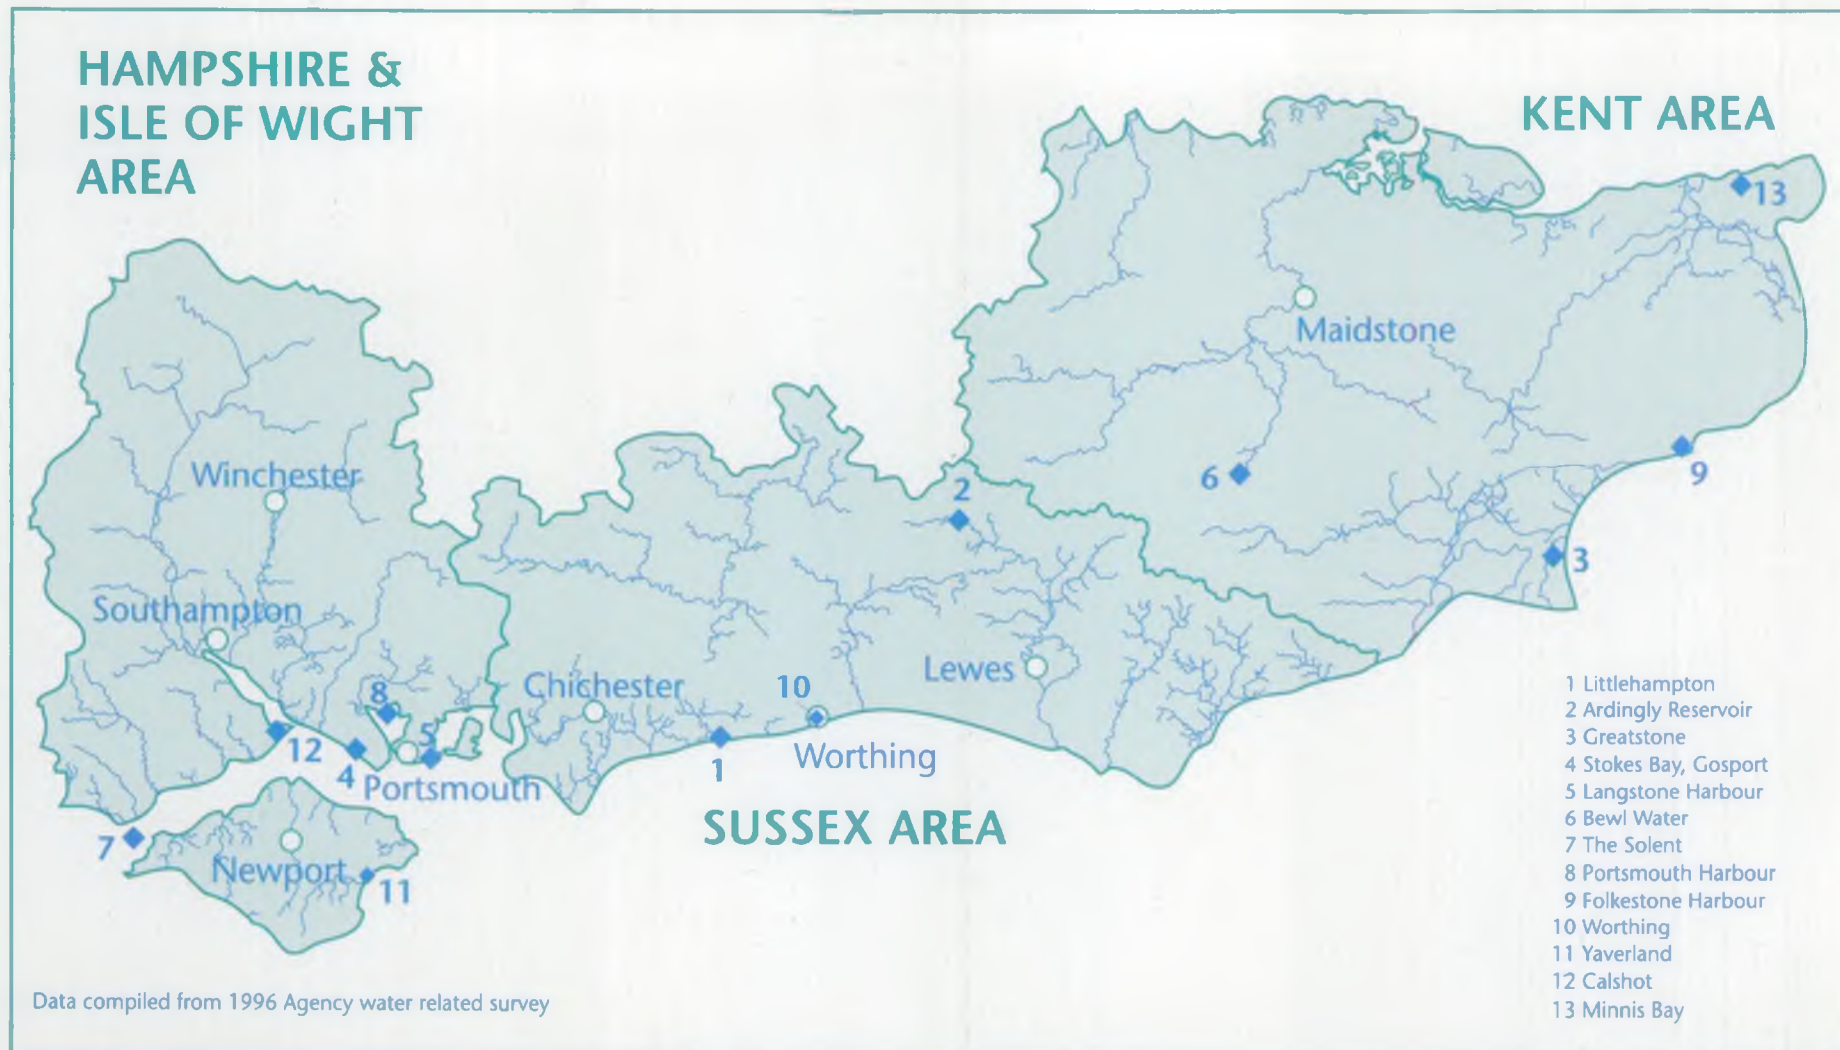 HAMPSHIRE &
ISLE OF WIGHT
AREA
KENT AREA
13
Maidstone
Winchester
6
9
2
3
Southampton
Lewes
Chichester
10
8
5
12
4
Portsmouth
1
Worthing
SUSSEX AREA
7
Newport
11
1 Littlehampton
2 Ardingly Reservoir
3 Greatstone
4 Stokes Bay, Gosport
5 Langstone Harbour
6 Bewl Water
7 The Solent
8 Portsmouth Harbour
9 Folkestone Harbour
10 Worthing
11 Yaverland
12 Calshot
13 Minnis Bay
Data compiled from 1996 Agency water related survey